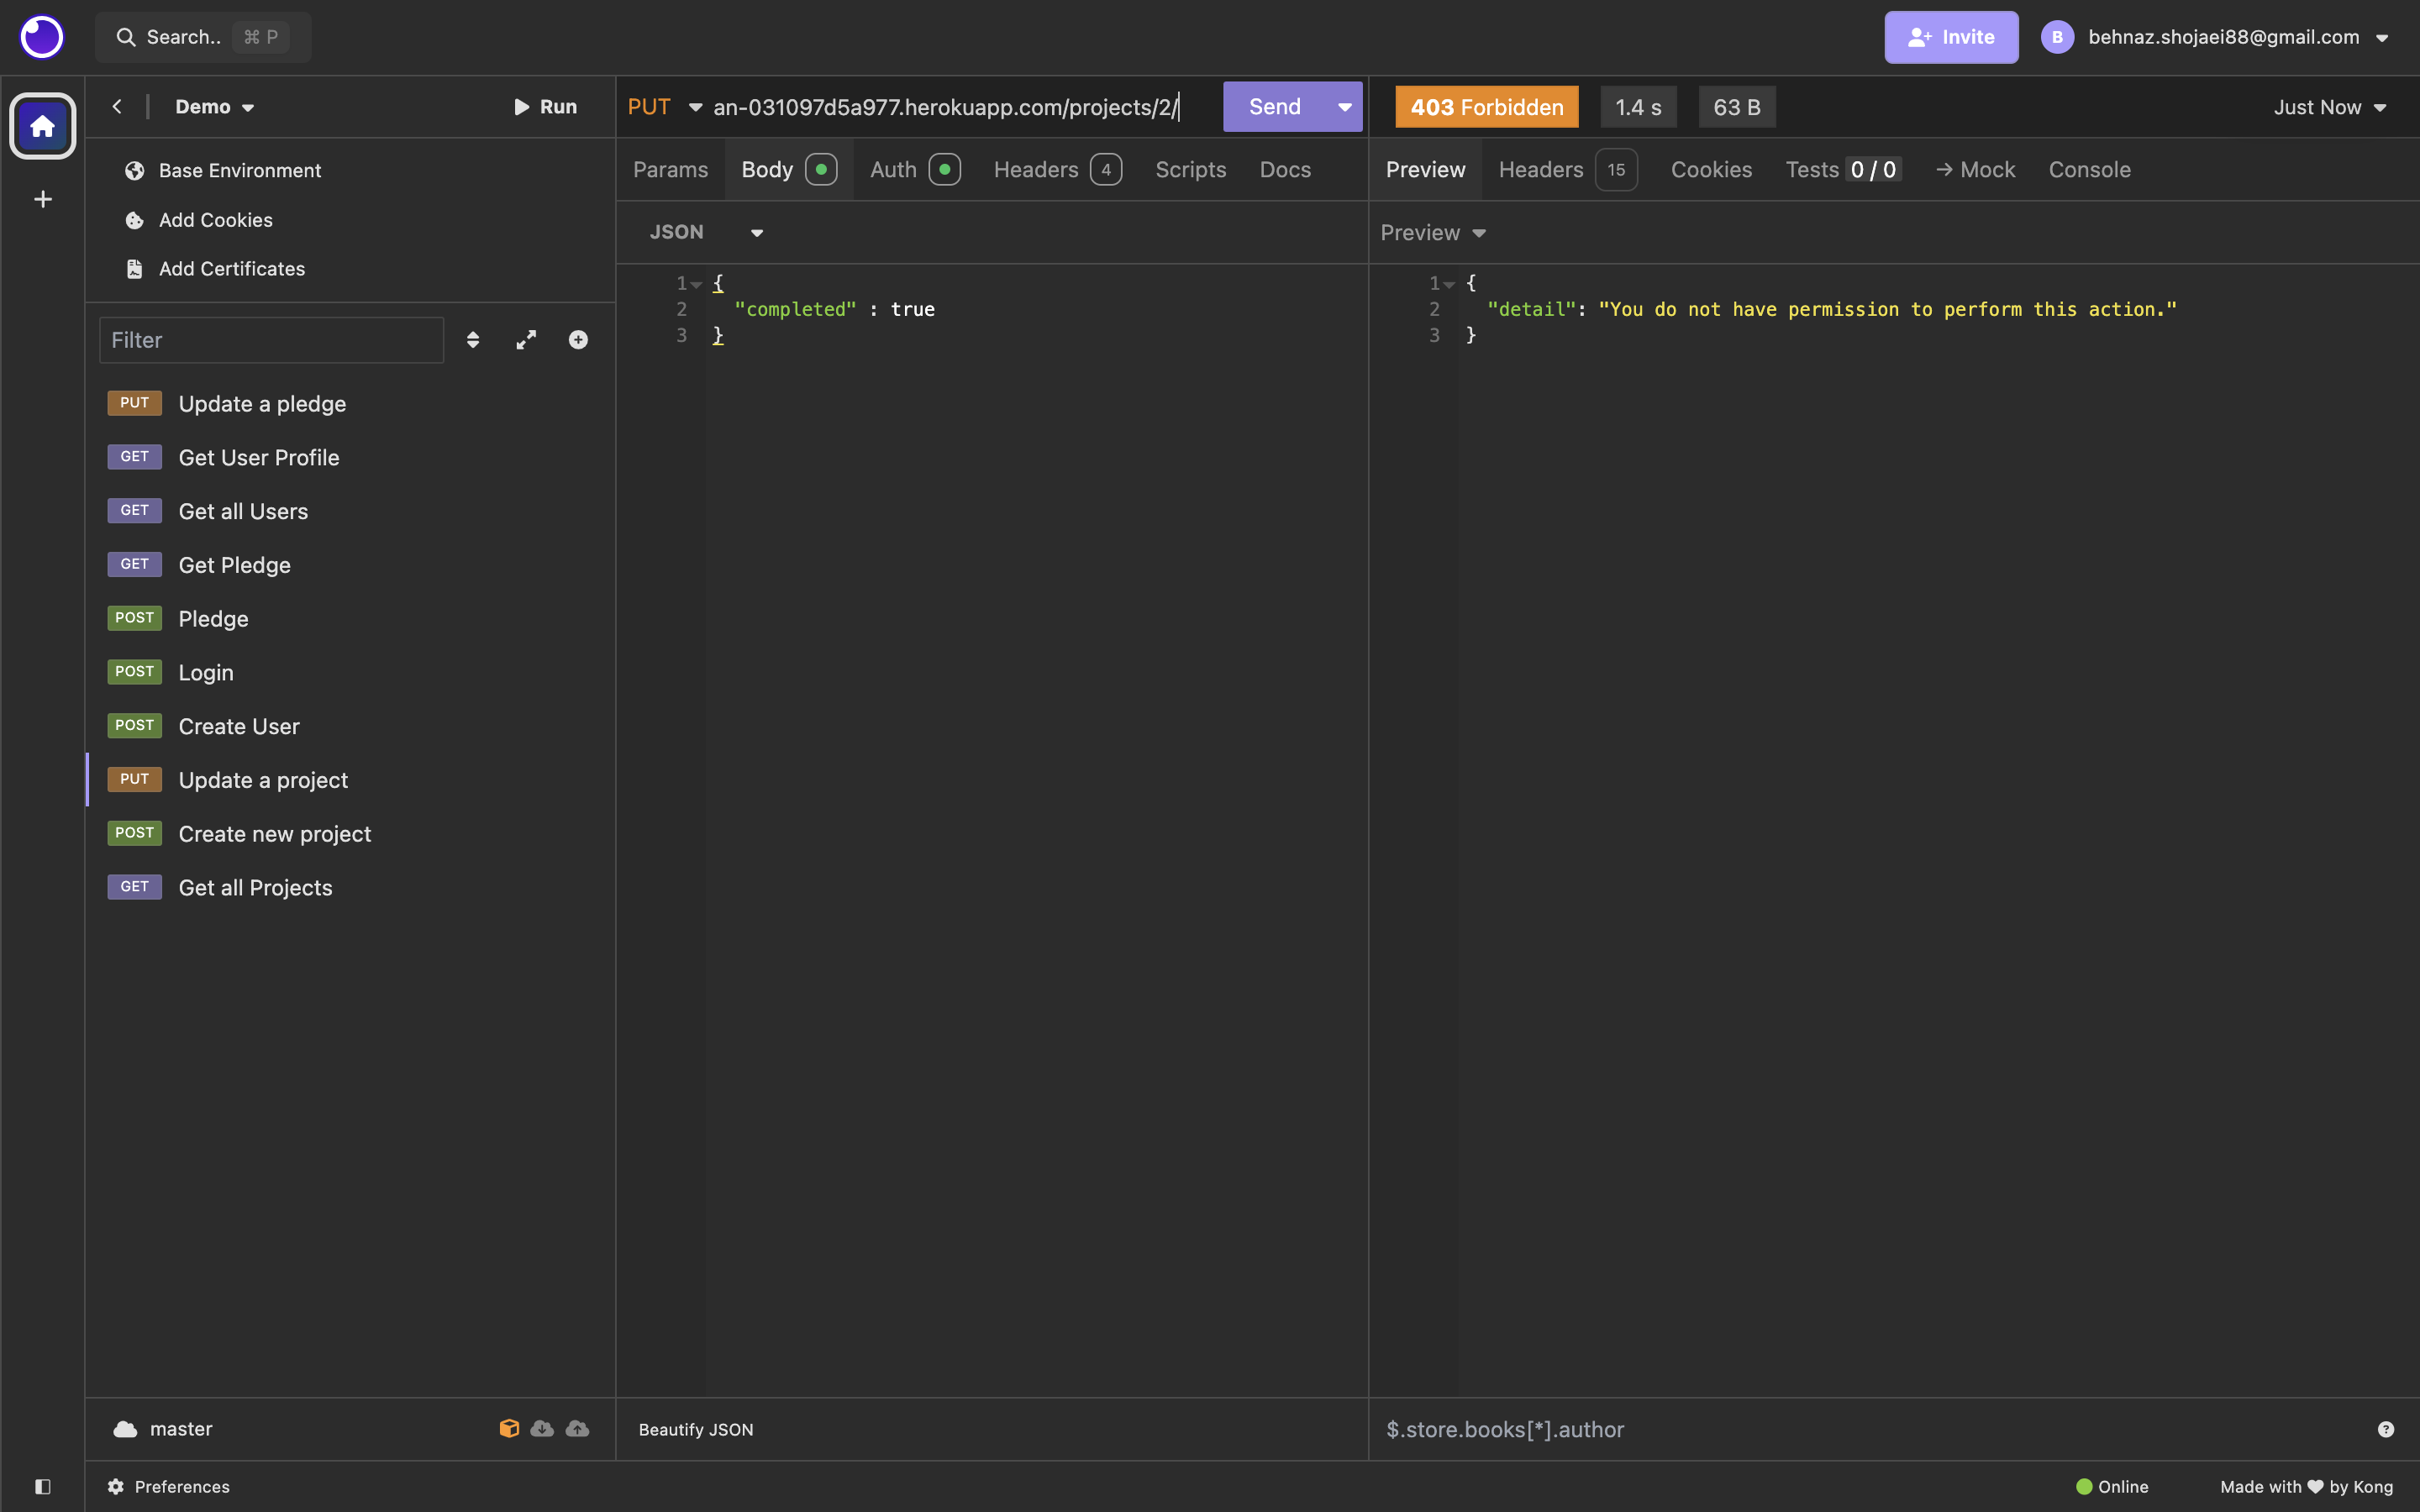 Search.. ⌘ P
Invite
B behnaz.shojaei88@gmail.com
Demo
Run
PUT an-031097d5a977.herokuapp.com/projects/2/
Send
403 Forbidden 1.4 s 63 B
Just Now
Base Environment
Add Cookies
Add Certificates
Params Body Auth Headers 4 Scripts Docs
Preview Headers 15 Cookies Tests 0 / 0 → Mock Console
JSON
Preview
1 {
2 "completed" : true
3 }
1 {
2 "detail": "You do not have permission to perform this action."
3 }
Filter
PUT Update a pledge
GET Get User Profile
GET Get all Users
GET Get Pledge
POST Pledge
POST Login
POST Create User
PUT Update a project
POST Create new project
GET Get all Projects
master
Beautify JSON
$.store.books[*].author
?
Preferences
Online
Made with ♥ by Kong